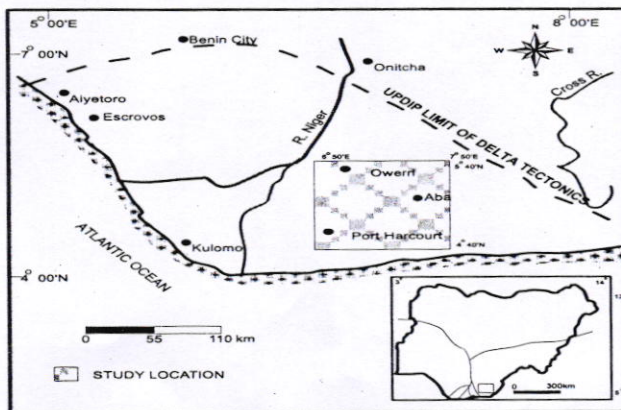 5°00'E
8°00'E
7°00'N
Benin City
N
W E
S
Onitcha
Cross R.
Aiyetoro
Escrovos
UPDIP LIMIT OF DELTA TECTONICS
R. Niger
6°50'E
7°50'E
5°40'N
Owerri
Aba
Port Harcourt
4°40'N
Kulomo
ATLANTIC OCEAN
4°00'N
0 55 110 km
STUDY LOCATION
3°
14°
0 300km